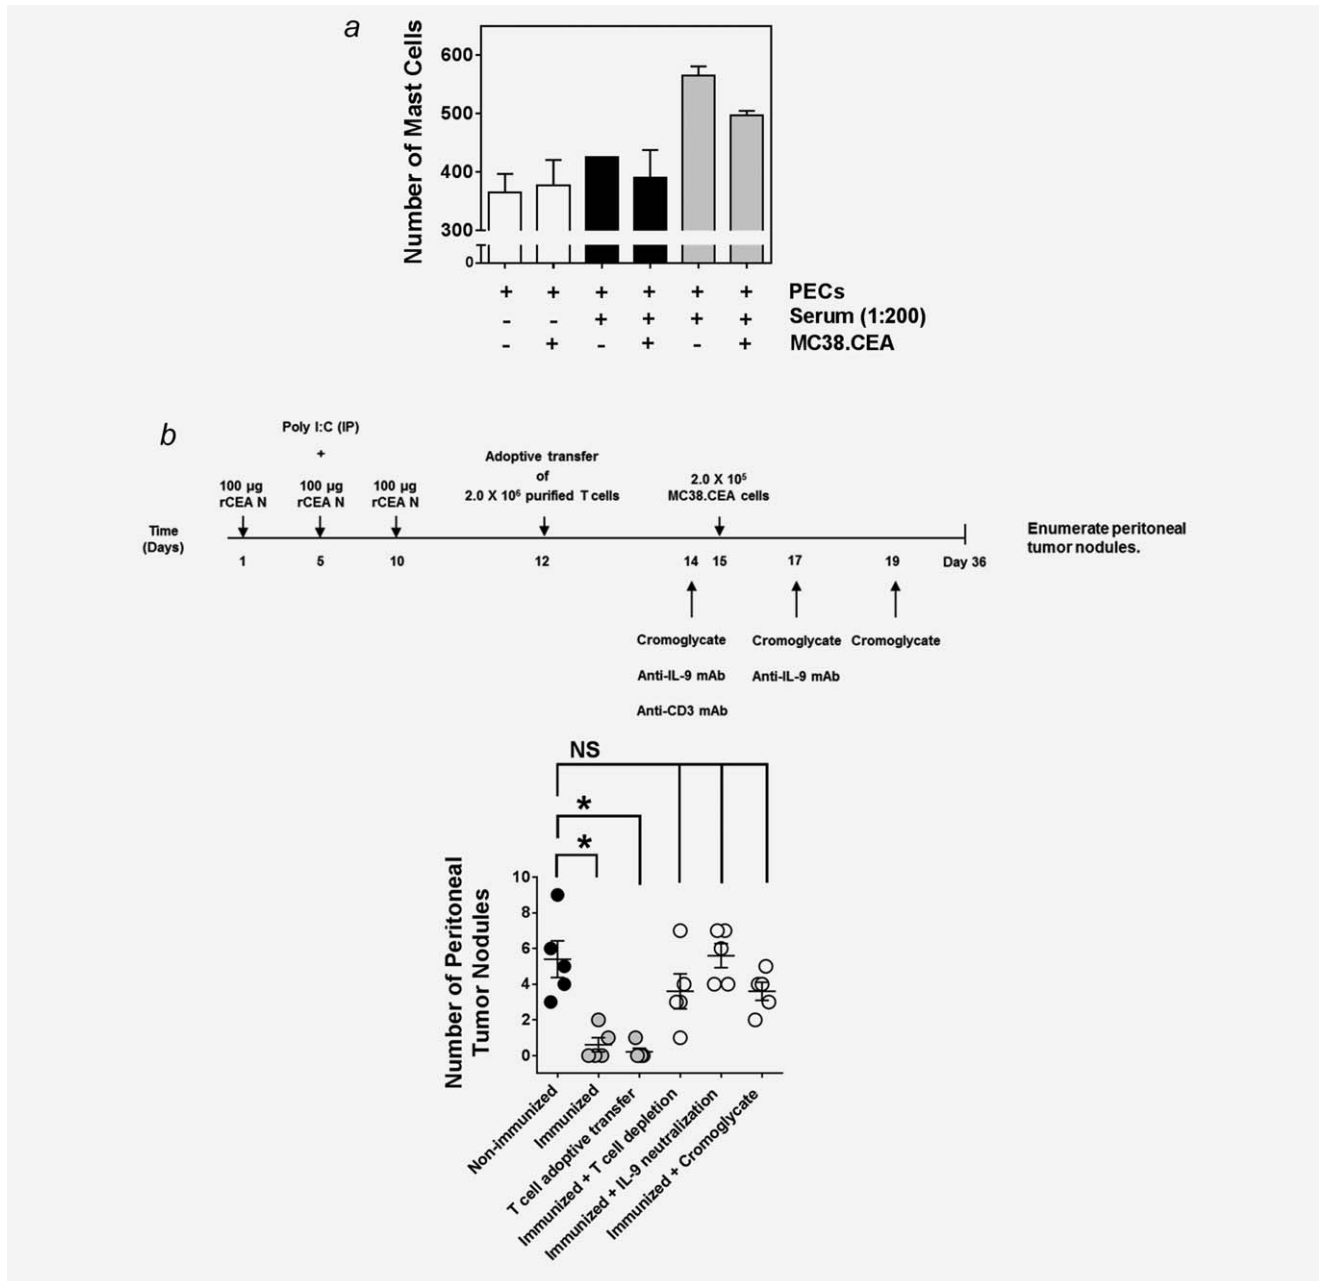 a
Number of Mast Cells
600
500
400
300
0
+ + + + + + PECs
- - + + + + Serum (1:200)
- + - + - + MC38.CEA
b
Poly I:C (IP)
+
100 µg 100 µg 100 µg
rCEA N rCEA N rCEA N
Adoptive transfer
of
2.0 X 10⁶ purified T cells
2.0 X 10⁵
MC38.CEA cells
Time
(Days)
1 5 10 12 14 15 17 19 Day 36
Enumerate peritoneal
tumor nodules.
Cromoglycate Cromoglycate Cromoglycate
Anti-IL-9 mAb Anti-IL-9 mAb
Anti-CD3 mAb
NS
*
*
Number of Peritoneal
Tumor Nodules
10
8
6
4
2
0
Non-immunized
Immunized
T cell adoptive transfer
Immunized + T cell depletion
Immunized + IL-9 neutralization
Immunized + Cromoglycate